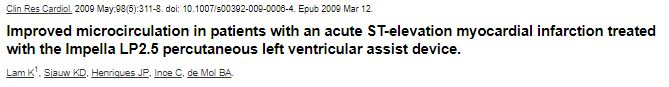 Clin Res Cardiol. 2009 May;98(5):311-8. doi: 10.1007/s00392-009-0006-4. Epub 2009 Mar 12.
Improved microcirculation in patients with an acute ST-elevation myocardial infarction treated
with the Impella LP2.5 percutaneous left ventricular assist device.
Lam K1, Sjauw KD, Henriques JP, Ince C, de Mol BA.